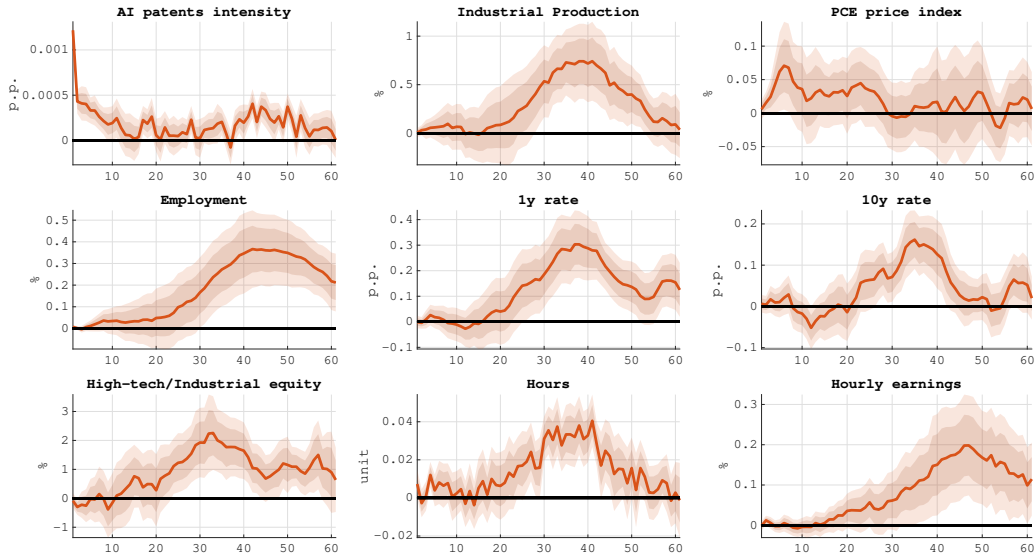 AI patents intensity
p.p.
0.001
0.0005
0
10 20 30 40 50 60
Industrial Production
%
1
0.5
0
10 20 30 40 50 60
PCE price index
%
0.1
0.05
0
-0.05
10 20 30 40 50 60
Employment
%
0.5
0.4
0.3
0.2
0.1
0
10 20 30 40 50 60
1y rate
p.p.
0.4
0.3
0.2
0.1
0
-0.1
10 20 30 40 50 60
10y rate
p.p.
0.2
0.1
0
-0.1
10 20 30 40 50 60
High-tech/Industrial equity
%
3
2
1
0
-1
10 20 30 40 50 60
Hours
unit
0.04
0.02
0
-0.02
10 20 30 40 50 60
Hourly earnings
%
0.3
0.2
0.1
0
10 20 30 40 50 60